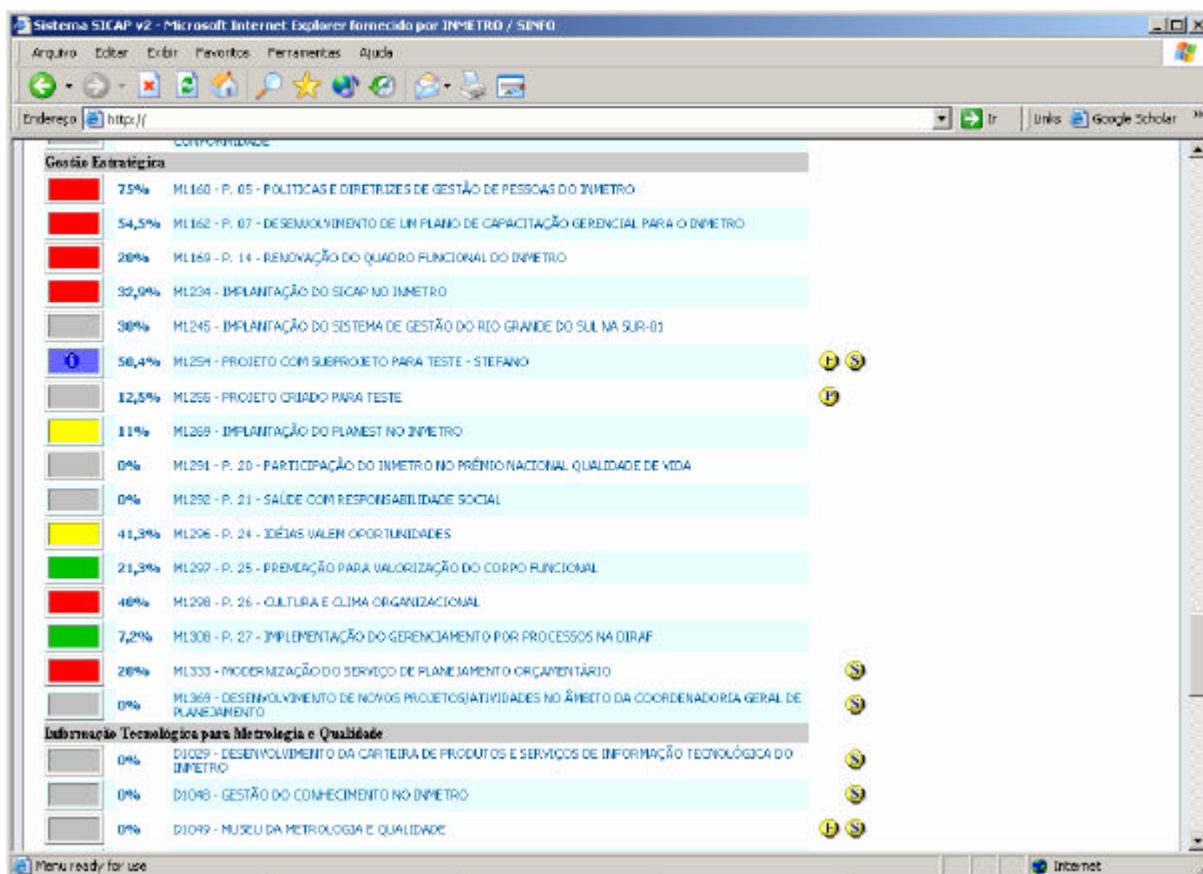 Sistema SICAP v2 - Microsoft Internet Explorer fornecido por INMETRO / SINFO
Arquivo Editar Exibir Favoritos Ferramentas Ajuda
Endereço http:// Ir Links Google Scholar »
CONFORMIDADE
Gestão Estratégica
75% M1160 - P. 05 - POLITICAS E DIRETRIZES DE GESTÃO DE PESSOAS DO INMETRO
54,5% M1162 - P. 07 - DESENVOLVIMENTO DE UM PLANO DE CAPACITAÇÃO GERENCIAL PARA O INMETRO
20% M1169 - P. 14 - RENOVAÇÃO DO QUADRO FUNCIONAL DO INMETRO
32,9% M1234 - IMPLANTAÇÃO DO SICAP NO INMETRO
30% M1245 - IMPLANTAÇÃO DO SISTEMA DE GESTÃO DO RIO GRANDE DO SUL NA SUR-01
50,4% M1254 - PROJETO COM SUBPROJETO PARA TESTE - STEFANO S
12,5% M1255 - PROJETO CRIADO PARA TESTE P
11% M1269 - IMPLANTAÇÃO DO PLANEST NO INMETRO
0% M1291 - P. 20 - PARTICIPAÇÃO DO INMETRO NO PRÊMIO NACIONAL QUALIDADE DE VIDA
0% M1292 - P. 21 - SAÚDE COM RESPONSABILIDADE SOCIAL
41,3% M1296 - P. 24 - IDÉIAS VALEM OPORTUNIDADES
21,3% M1297 - P. 25 - PREMIAÇÃO PARA VALORIZAÇÃO DO CORPO FUNCIONAL
40% M1298 - P. 26 - CULTURA E CLIMA ORGANIZACIONAL
7,2% M1308 - P. 27 - IMPLEMENTAÇÃO DO GERENCIAMENTO POR PROCESSOS NA DIRAF
20% M1333 - MODERNIZAÇÃO DO SERVIÇO DE PLANEJAMENTO ORÇAMENTÁRIO S
0% M1369 - DESENVOLVIMENTO DE NOVOS PROJETOS/ATIVIDADES NO ÂMBITO DA COORDENADORIA GERAL DE
PLANEJAMENTO S
Informação Tecnológica para Metrologia e Qualidade
0% D1029 - DESENVOLVIMENTO DA CARTEIRA DE PRODUTOS E SERVIÇOS DE INFORMAÇÃO TECNOLÓGICA DO
INMETRO S
0% D1048 - GESTÃO DO CONHECIMENTO NO INMETRO S
0% D1049 - MUSEU DA METROLOGIA E QUALIDADE S
Menu ready for use Internet